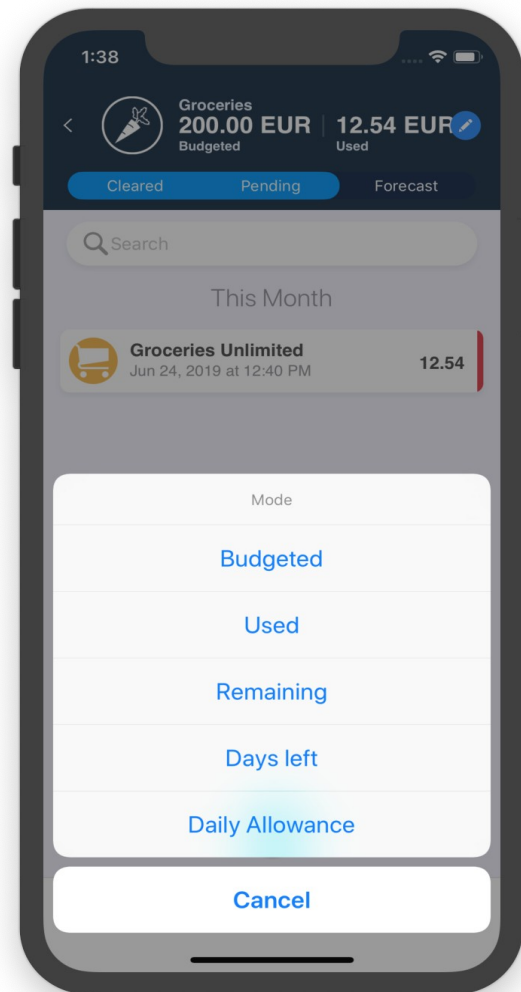 1:38
Groceries
200.00 EUR 12.54 EUR
Budgeted Used
Cleared Pending Forecast
Search
This Month
Groceries Unlimited
Jun 24, 2019 at 12:40 PM
12.54
Mode
Budgeted
Used
Remaining
Days left
Daily Allowance
Cancel